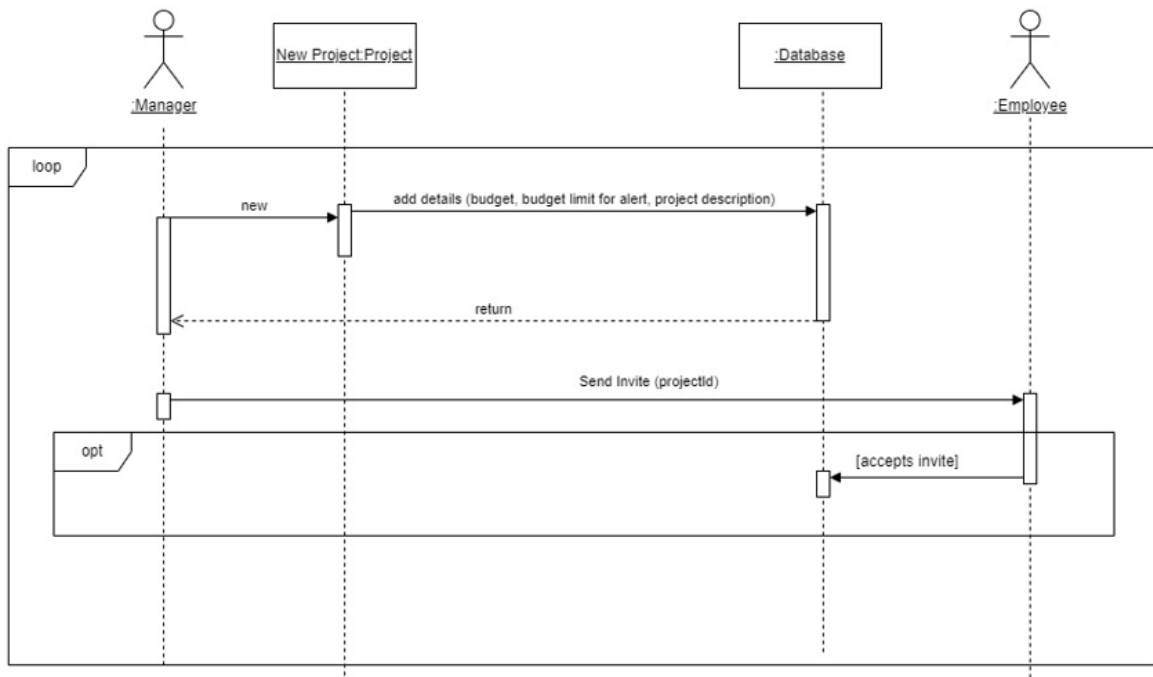 New Project:Project
:Database
:Manager
:Employee
loop
new
add details (budget, budget limit for alert, project description)
return
Send Invite (projectId)
opt
[accepts invite]